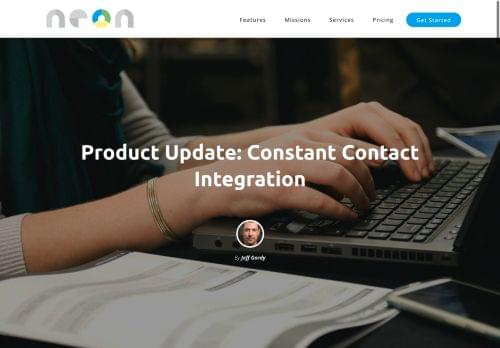 neon
Features
Missions
Services
Pricing
Get Started
Product Update: Constant Contact
Integration
By Jeff Gordy